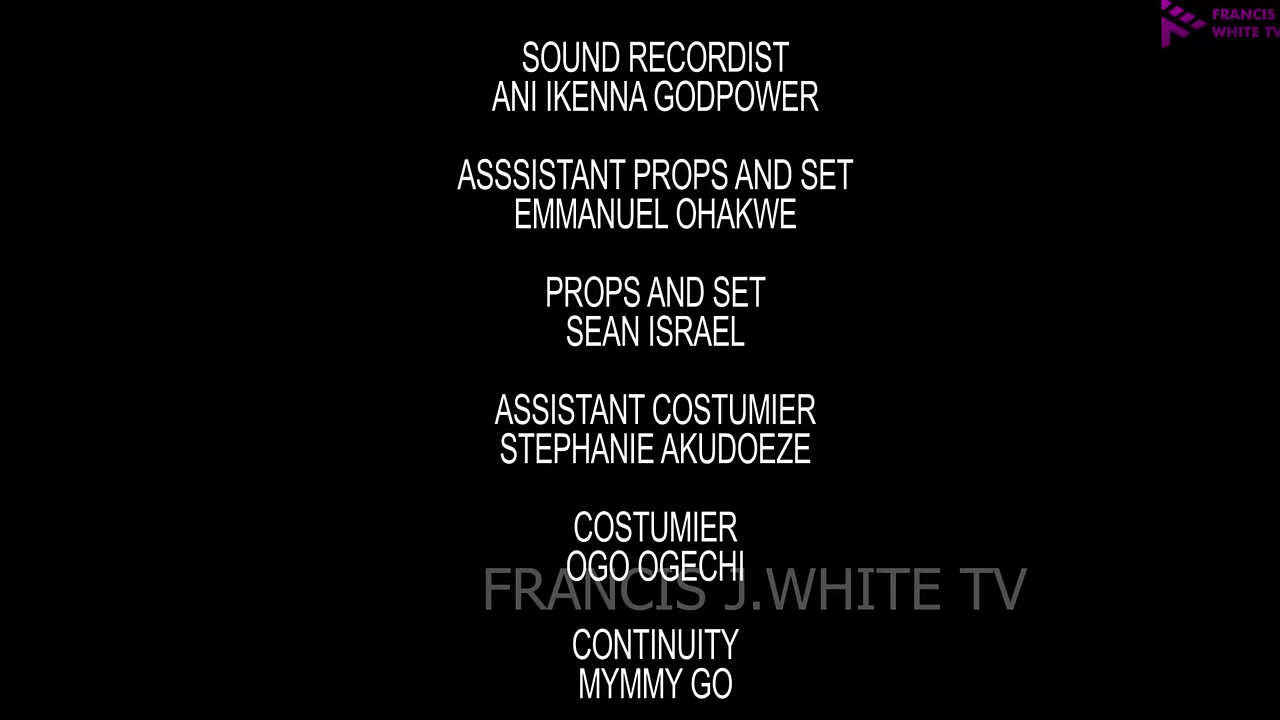 FRANCIS
WHITE TV
SOUND RECORDIST
ANI IKENNA GODPOWER
ASSSISTANT PROPS AND SET
EMMANUEL OHAKWE
PROPS AND SET
SEAN ISRAEL
ASSISTANT COSTUMIER
STEPHANIE AKUDOEZE
COSTUMIER
OGO OGECHI
FRANCIS J.WHITE TV
CONTINUITY
MYMMY GO